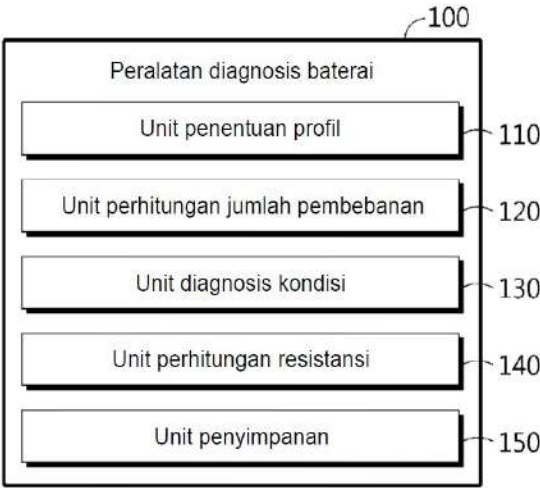 100
Peralatan diagnosis baterai
Unit penentuan profil 110
Unit perhitungan jumlah pembebanan 120
Unit diagnosis kondisi 130
Unit perhitungan resistansi 140
Unit penyimpanan 150